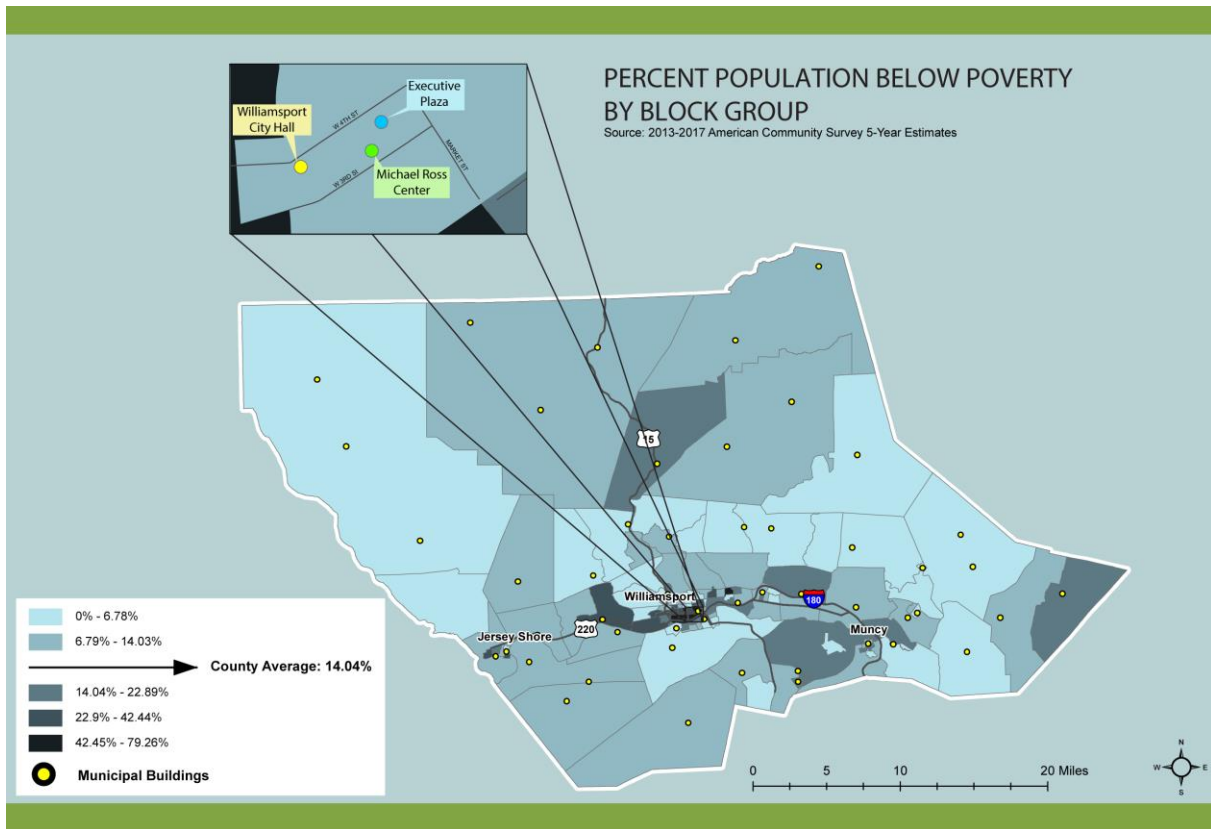 PERCENT POPULATION BELOW POVERTY
BY BLOCK GROUP
Source: 2013-2017 American Community Survey 5-Year Estimates
Executive
Plaza
Williamsport
City Hall
W 4TH ST
MARKET ST
W 3RD St
Michael Ross
Center
15
Williamsport
180
220
Jersey Shore
Muncy
0% - 6.78%
6.79% - 14.03%
County Average: 14.04%
14.04% - 22.89%
22.9% - 42.44%
42.45% - 79.26%
Municipal Buildings
0 5 10 20 Miles
N
W E
S